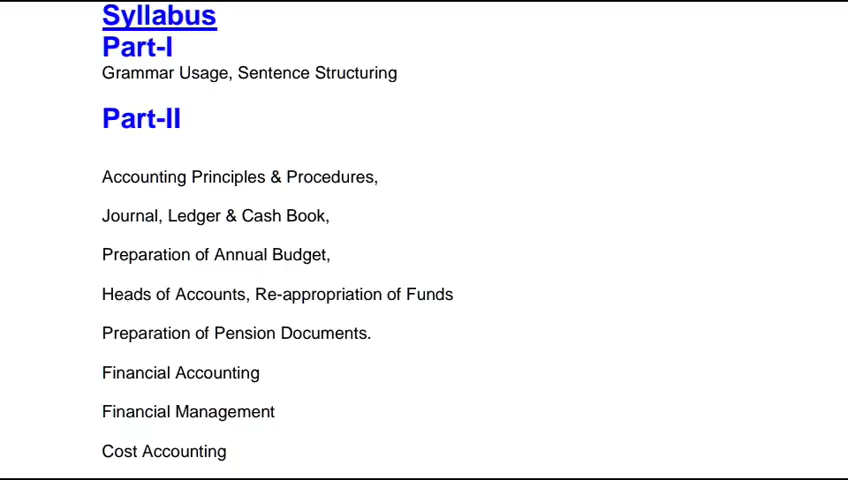 Syllabus
Part-I
Grammar Usage, Sentence Structuring
Part-II
Accounting Principles & Procedures,
Journal, Ledger & Cash Book,
Preparation of Annual Budget,
Heads of Accounts, Re-appropriation of Funds
Preparation of Pension Documents.
Financial Accounting
Financial Management
Cost Accounting